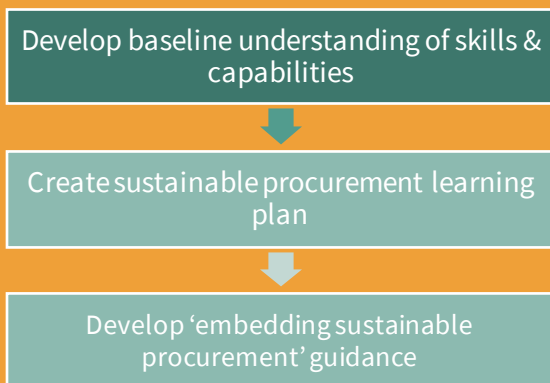 Develop baseline understanding of skills &
capabilities
Create sustainable procurement learning
plan
Develop ‘embedding sustainable
procurement’ guidance